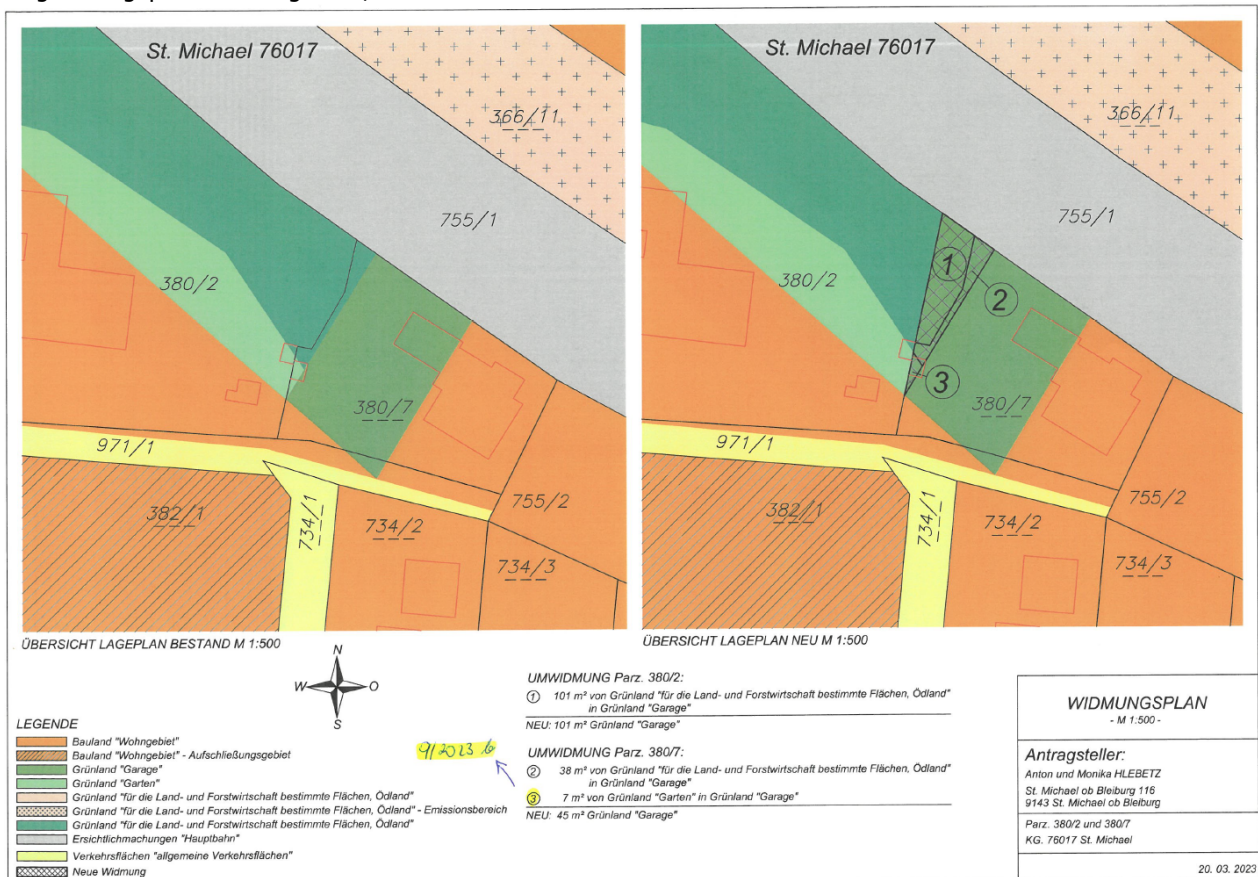 St. Michael 76017
366/11
755/1
380/2
380/7
971/1
382/1
734/1
734/2
755/2
734/3
ÜBERSICHT LAGEPLAN BESTAND M 1:500
St. Michael 76017
366/11
755/1
380/2
1
2
3
380/7
971/1
382/1
734/1
734/2
755/2
734/3
ÜBERSICHT LAGEPLAN NEU M 1:500
N
W O
S
LEGENDE
Bauland "Wohngebiet"
Bauland "Wohngebiet" - Aufschließungsgebiet
Grünland "Garage"
Grünland "Garten"
Grünland "für die Land- und Forstwirtschaft bestimmte Flächen, Ödland"
Grünland "für die Land- und Forstwirtschaft bestimmte Flächen, Ödland" - Emissionsbereich
Grünland "für die Land- und Forstwirtschaft bestimmte Flächen, Ödland"
Ersichtlichmachungen "Hauptbahn"
Verkehrsflächen "allgemeine Verkehrsflächen"
Neue Widmung
9/2023 b
UMWIDMUNG Parz. 380/2:
1 101 m² von Grünland "für die Land- und Forstwirtschaft bestimmte Flächen, Ödland"
in Grünland "Garage"
NEU: 101 m² Grünland "Garage"
UMWIDMUNG Parz. 380/7:
2 38 m² von Grünland "für die Land- und Forstwirtschaft bestimmte Flächen, Ödland"
in Grünland "Garage"
3 7 m² von Grünland "Garten" in Grünland "Garage"
NEU: 45 m² Grünland "Garage"
WIDMUNGSPLAN
- M 1:500 -
Antragsteller:
Anton und Monika HLEBETZ
St. Michael ob Bleiburg 116
9143 St. Michael ob Bleiburg
Parz. 380/2 und 380/7
KG. 76017 St. Michael
20. 03. 2023